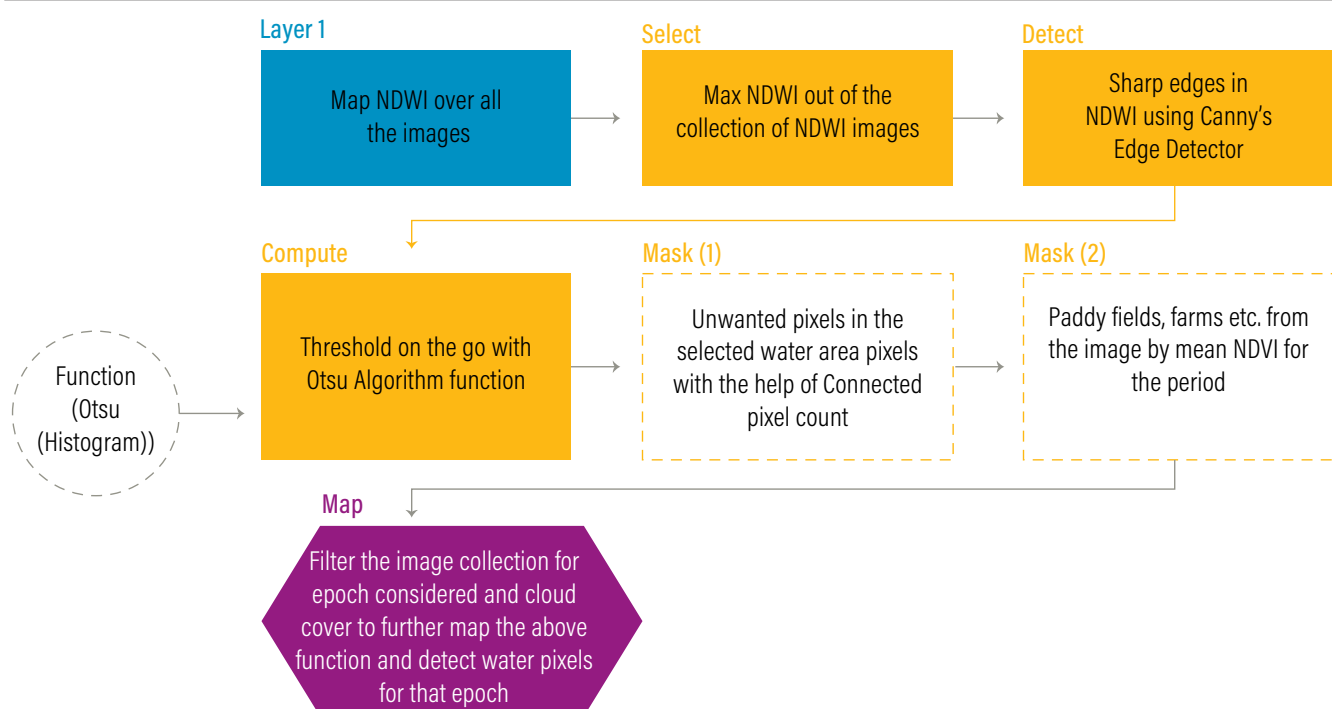 Layer 1
Map NDWI over all
the images
Select
Max NDWI out of the
collection of NDWI images
Detect
Sharp edges in
NDWI using Canny's
Edge Detector
Function
(Otsu
(Histogram))
Compute
Threshold on the go with
Otsu Algorithm function
Mask (1)
Unwanted pixels in the
selected water area pixels
with the help of Connected
pixel count
Mask (2)
Paddy fields, farms etc. from
the image by mean NDVI for
the period
Map
Filter the image collection for
epoch considered and cloud
cover to further map the above
function and detect water pixels
for that epoch